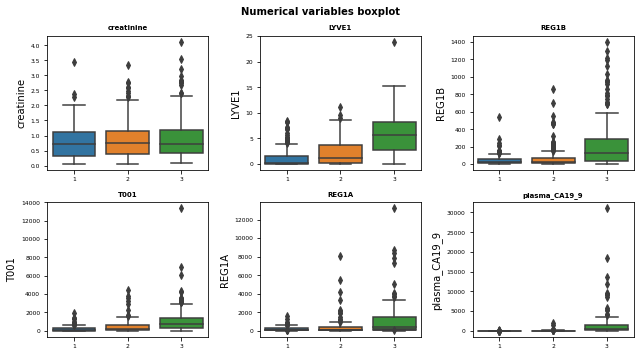 Numerical variables boxplot
creatinine
creatinine
4.0
3.5
3.0
2.5
2.0
1.5
1.0
0.5
0.0
1 2 3
LYVE1
LYVE1
25
20
15
10
5
0
1 2 3
REG1B
REG1B
1400
1200
1000
800
600
400
200
0
1 2 3
T001
T001
14000
12000
10000
8000
6000
4000
2000
0
1 2 3
REG1A
REG1A
12000
10000
8000
6000
4000
2000
0
1 2 3
plasma_CA19_9
plasma_CA19_9
30000
25000
20000
15000
10000
5000
0
1 2 3